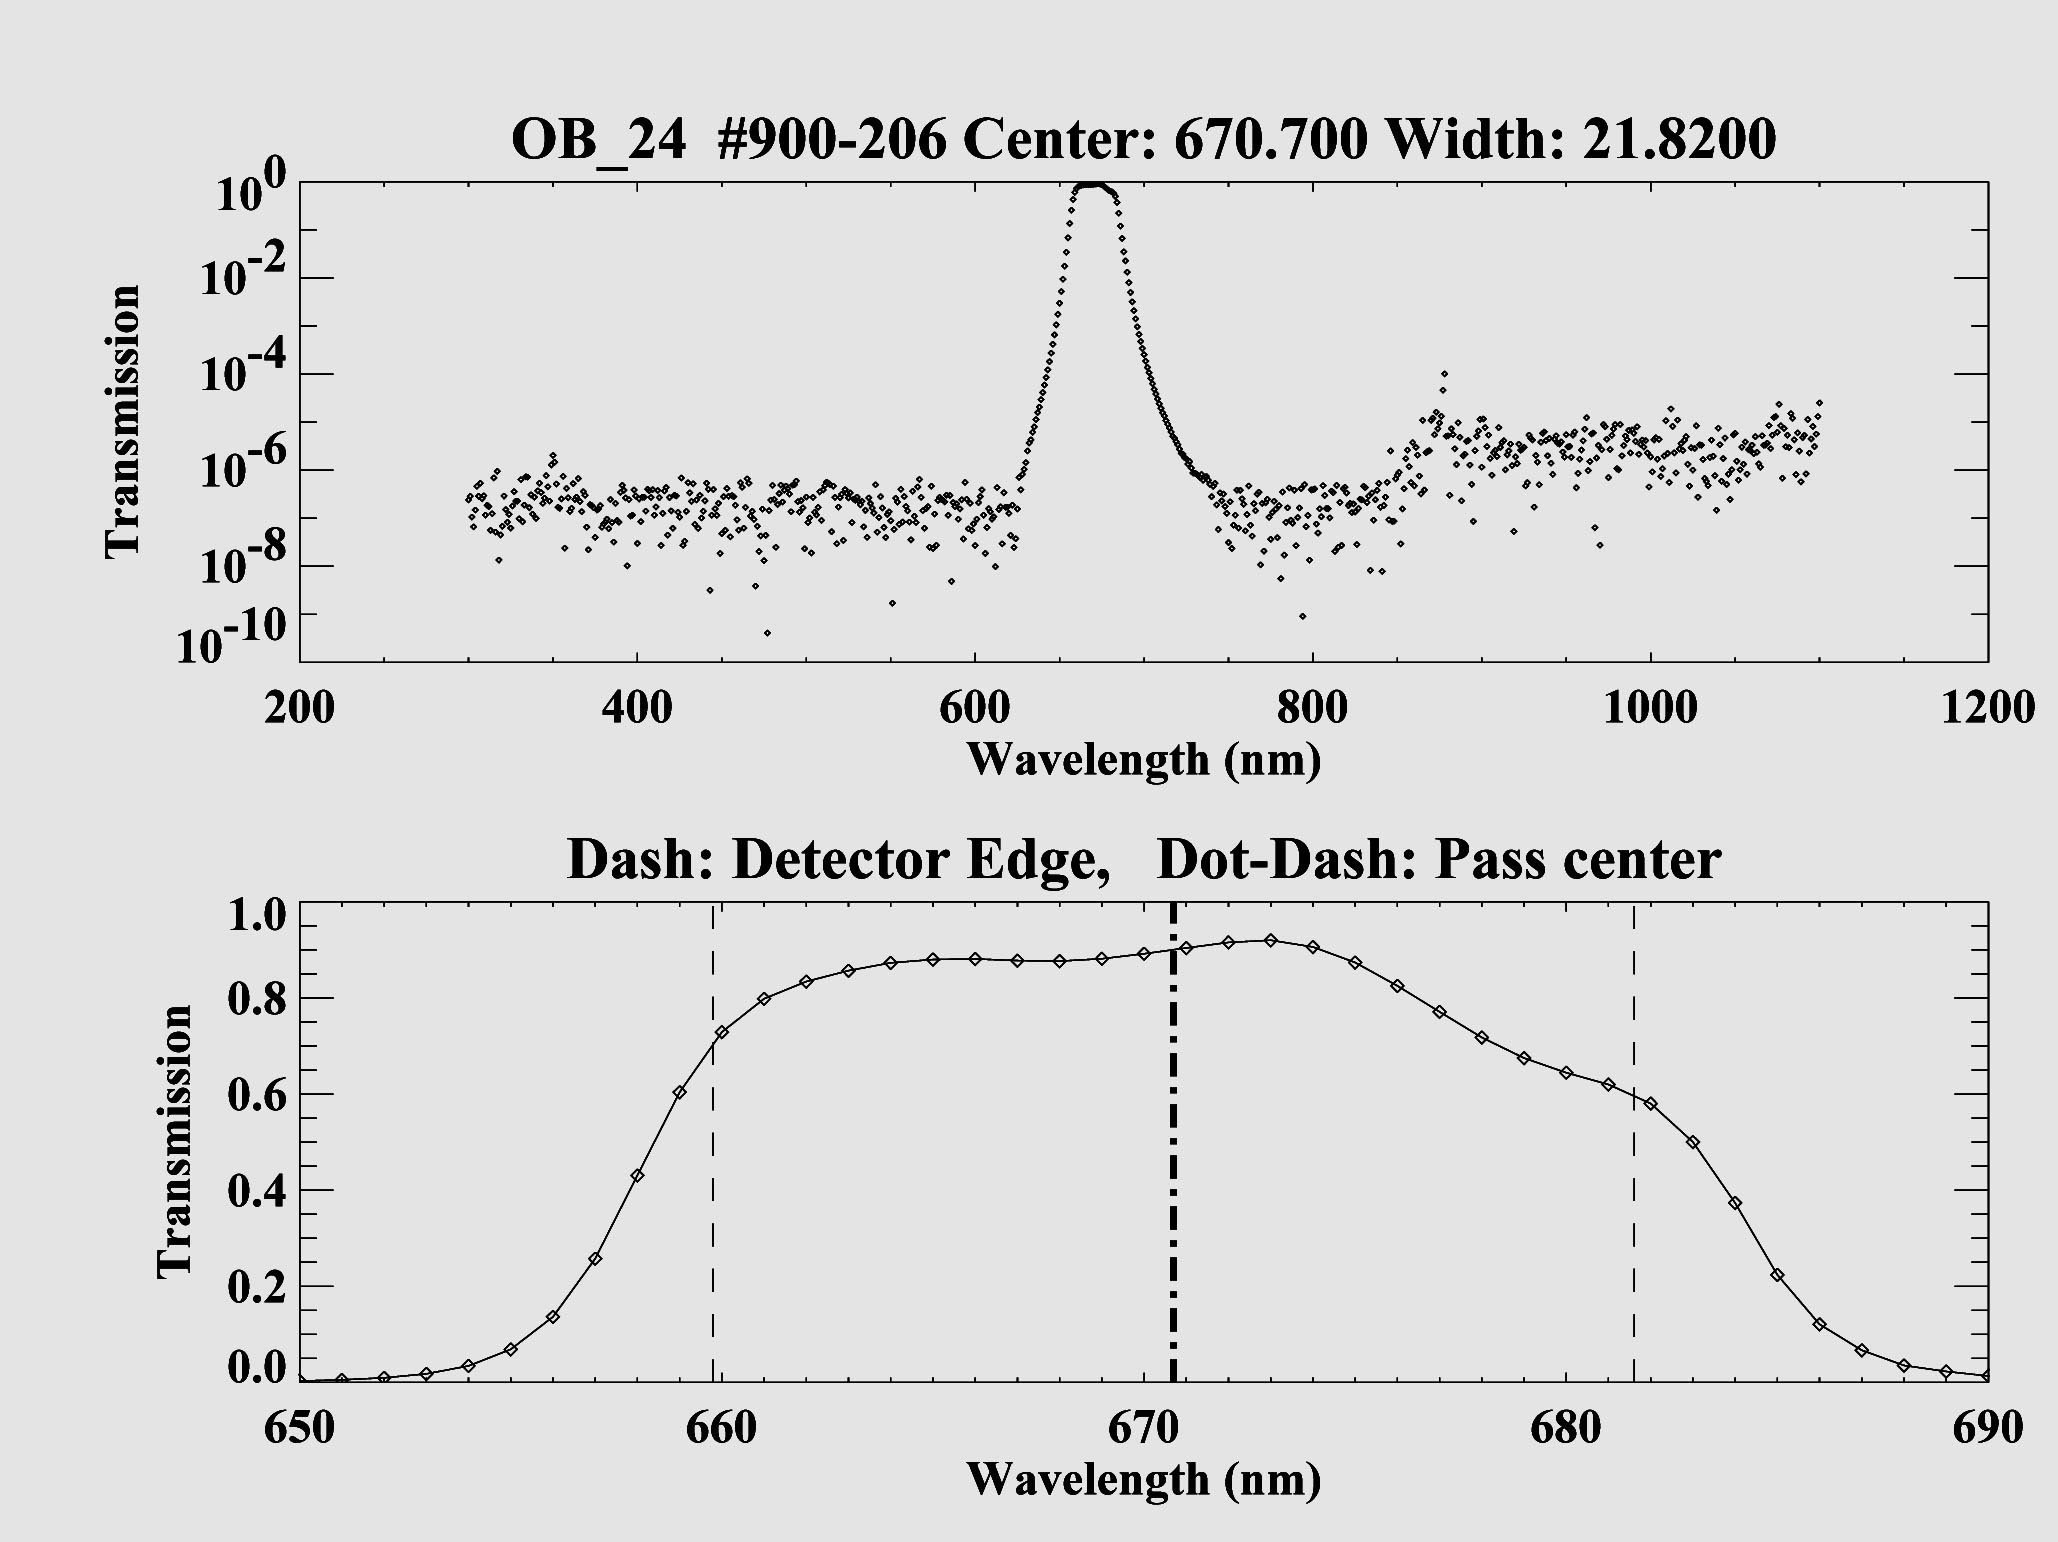 OB_24 #900-206 Center: 670.700 Width: 21.8200
Transmission
10^0
10^-2
10^-4
10^-6
10^-8
10^-10
200 400 600 800 1000 1200
Wavelength (nm)
Dash: Detector Edge, Dot-Dash: Pass center
Transmission
1.0
0.8
0.6
0.4
0.2
0.0
650 660 670 680 690
Wavelength (nm)